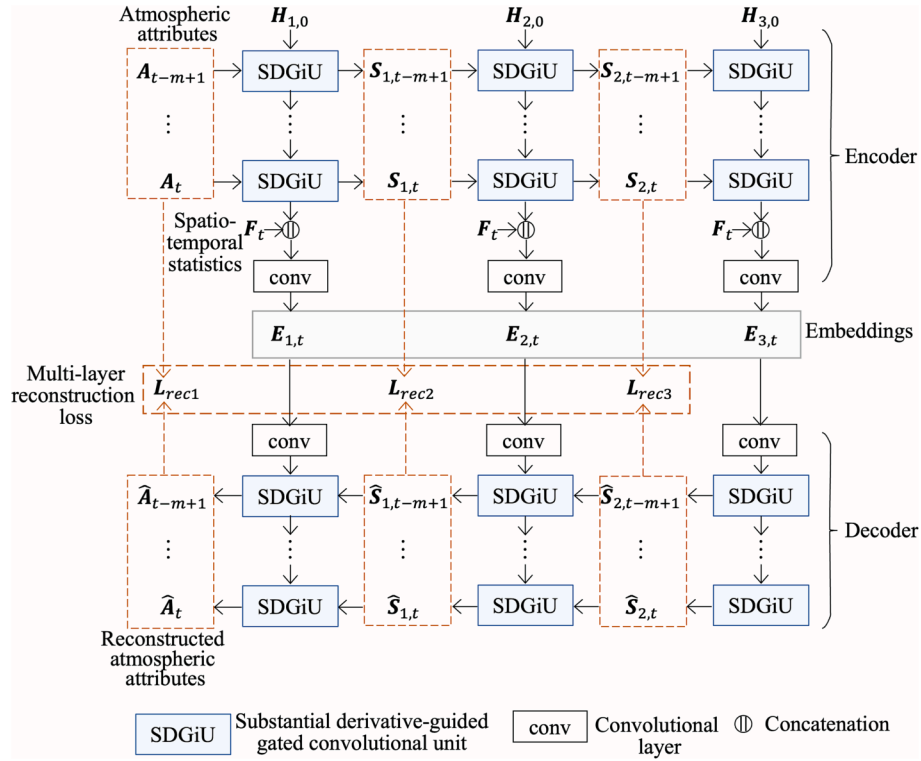 Atmospheric
attributes
H1,0 H2,0 H3,0
At−m+1 SDGiU S1,t−m+1 SDGiU S2,t−m+1 SDGiU
⋮ ⋮ ⋮ ⋮ ⋮ ⋮
At SDGiU S1,t SDGiU S2,t SDGiU
Encoder
Spatio-
temporal
statistics
Ft Ft Ft
conv conv conv
E1,t E2,t E3,t Embeddings
Multi-layer
reconstruction
loss
Lrec1 Lrec2 Lrec3
conv conv conv
Ât−m+1 SDGiU Ŝ1,t−m+1 SDGiU Ŝ2,t−m+1 SDGiU
⋮ ⋮ ⋮ ⋮ ⋮ ⋮
Decoder
Ât SDGiU Ŝ1,t SDGiU Ŝ2,t SDGiU
Reconstructed
atmospheric
attributes
SDGiU Substantial derivative-guided
gated convolutional unit
conv Convolutional
layer
Concatenation